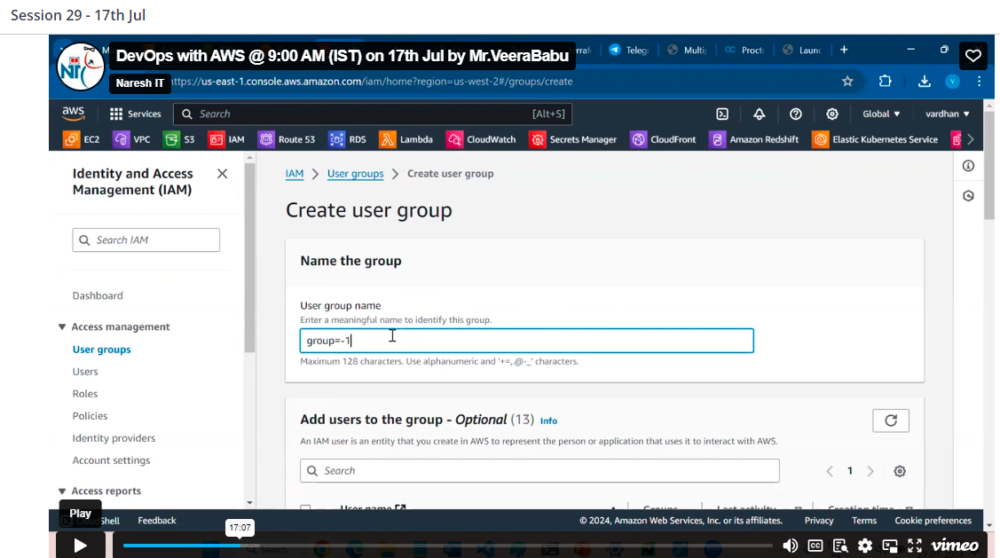 Session 29 - 17th Jul
DevOps with AWS @ 9:00 AM (IST) on 17th Jul by Mr.VeeraBabu
Naresh IT
NT
Teleg
Multi
Proct
Laun
https://us-east-1.console.aws.amazon.com/iam/home?region=us-west-2#/groups/create
v
aws
Services
Search
[Alt+S]
Global
vardhan
EC2
VPC
S3
IAM
Route 53
RDS
Lambda
CloudWatch
Secrets Manager
CloudFront
Amazon Redshift
Elastic Kubernetes Service
Identity and Access
Management (IAM)
Search IAM
Dashboard
Access management
User groups
Users
Roles
Policies
Identity providers
Account settings
Access reports
IAM > User groups > Create user group
Create user group
Name the group
User group name
Enter a meaningful name to identify this group.
group=-1
Maximum 128 characters. Use alphanumeric and '+=,.@-_' characters.
Add users to the group - Optional (13) Info
An IAM user is an entity that you create in AWS to represent the person or application that uses it to interact with AWS.
Search
1
User name
Groups
Last activity
Creation time
Play
CloudShell
Feedback
© 2024, Amazon Web Services, Inc. or its affiliates.
Privacy
Terms
Cookie preferences
17:07
Search
CC
vimeo